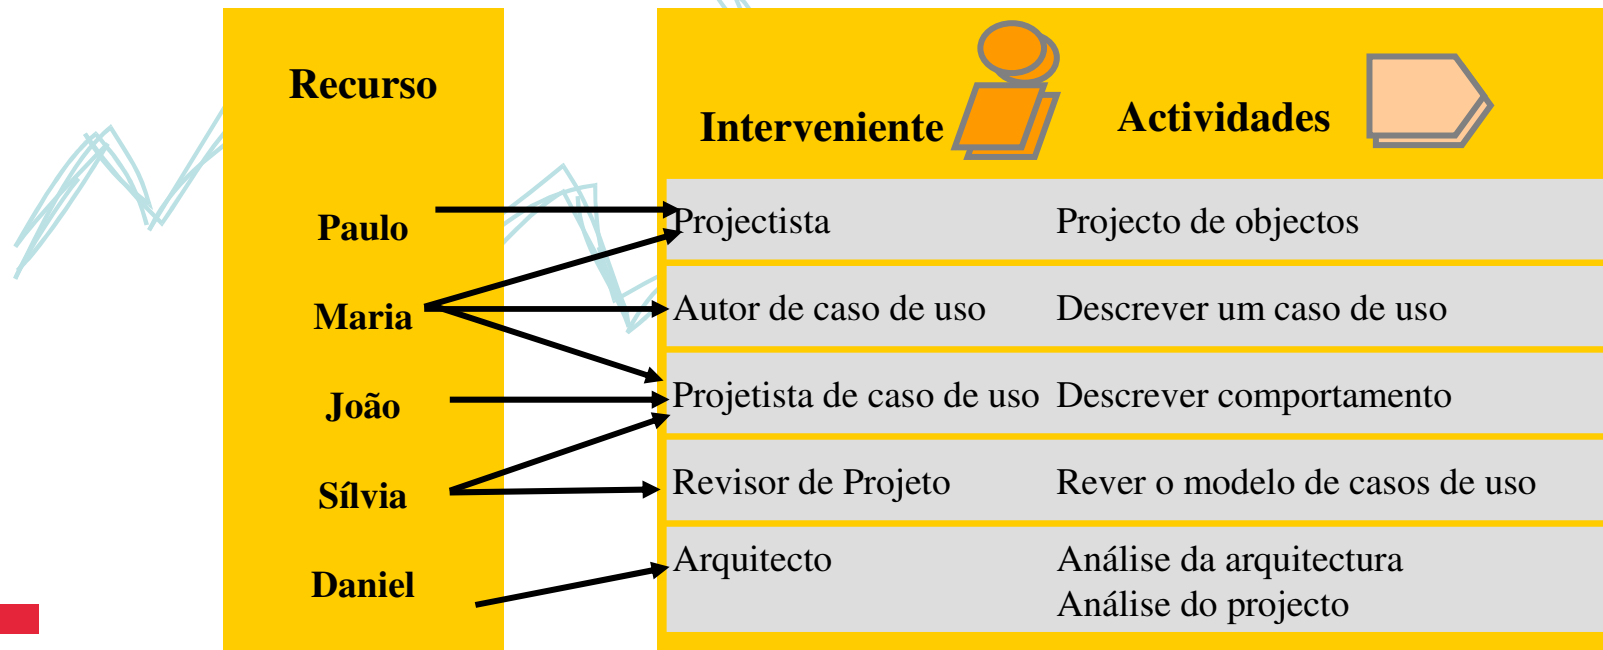 Recurso
Interveniente
Actividades
Paulo
Projectista
Projecto de objectos
Maria
Autor de caso de uso
Descrever um caso de uso
João
Projetista de caso de uso
Descrever comportamento
Sílvia
Revisor de Projeto
Rever o modelo de casos de uso
Daniel
Arquitecto
Análise da arquitectura
Análise do projecto